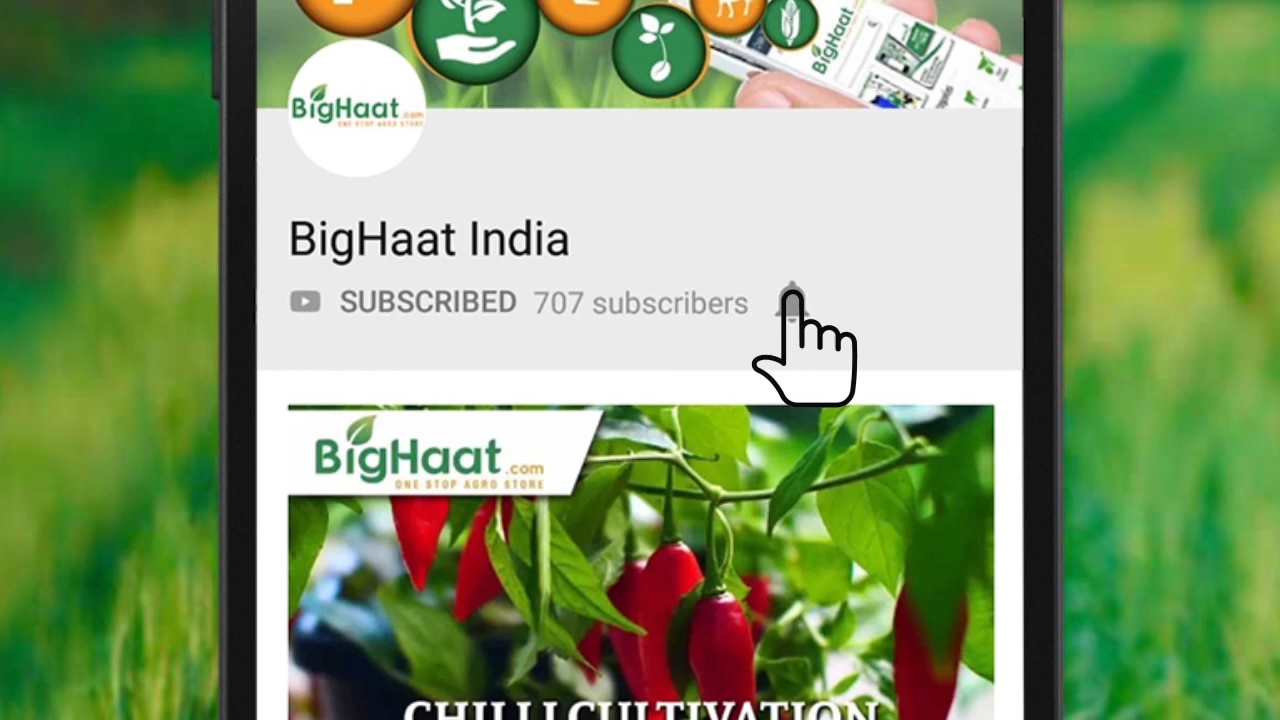 BigHaat
BigHaat.com
ONE STOP AGRO STORE
BigHaat India
SUBSCRIBED 707 subscribers
BigHaat.com
ONE STOP AGRO STORE
CHILLI CULTIVATION